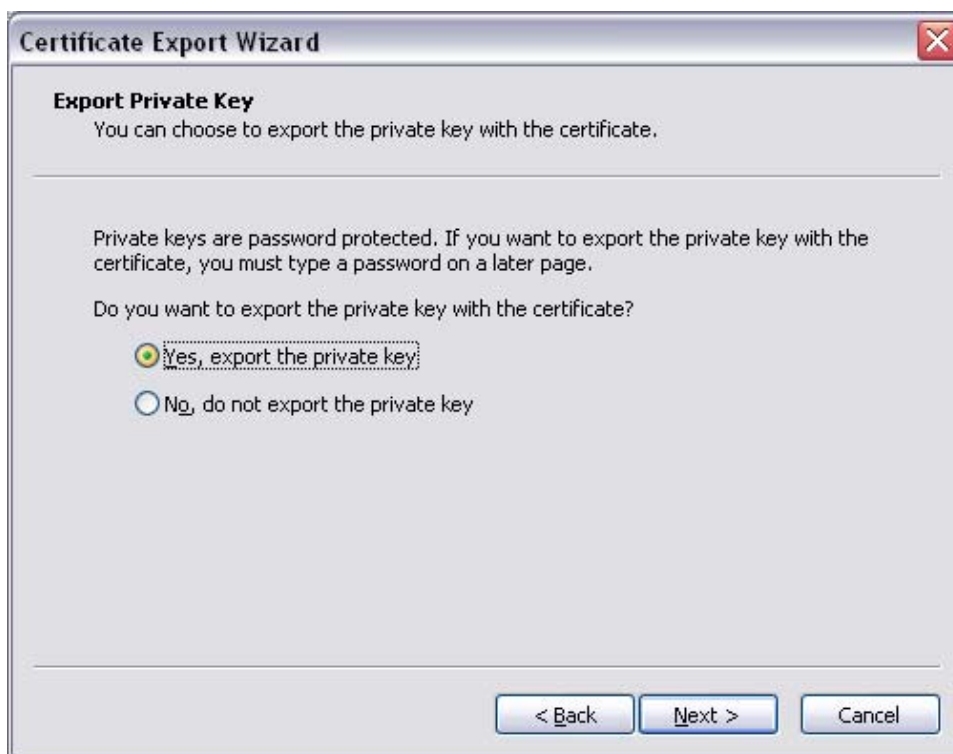 Certificate Export Wizard
Export Private Key
You can choose to export the private key with the certificate.
Private keys are password protected. If you want to export the private key with the
certificate, you must type a password on a later page.
Do you want to export the private key with the certificate?
Yes, export the private key
No, do not export the private key
< Back
Next >
Cancel